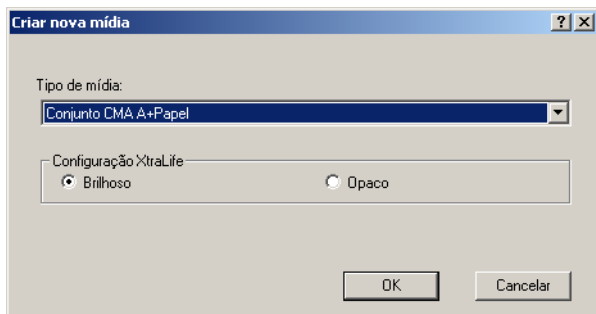 Criar nova mídia
Tipo de mídia:
Conjunto CMA A+Papel
Configuração XtraLife
Brilhoso Opaco
OK Cancelar